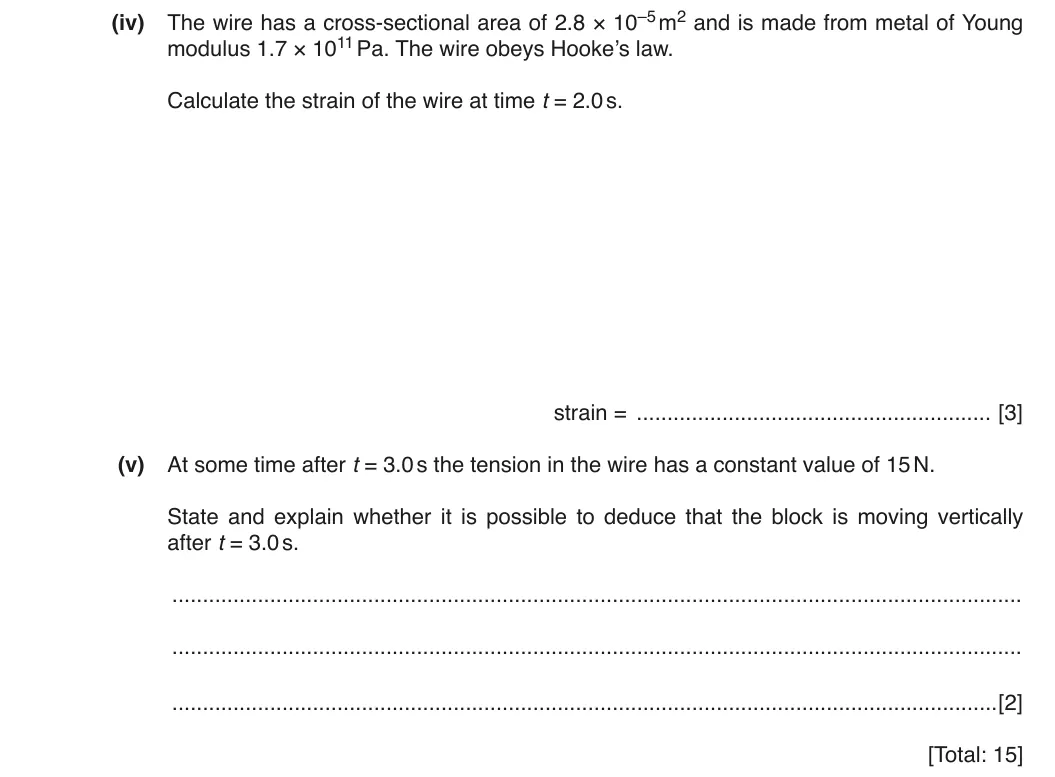 (iv) The wire has a cross-sectional area of 2.8 × 10⁻⁵ m² and is made from metal of Young
modulus 1.7 × 10¹¹ Pa. The wire obeys Hooke’s law.
Calculate the strain of the wire at time t = 2.0 s.
strain = .......................................................... [3]
(v) At some time after t = 3.0 s the tension in the wire has a constant value of 15 N.
State and explain whether it is possible to deduce that the block is moving vertically
after t = 3.0 s.
...........................................................................................................................................
...........................................................................................................................................
.......................................................................................................................................[2]
[Total: 15]